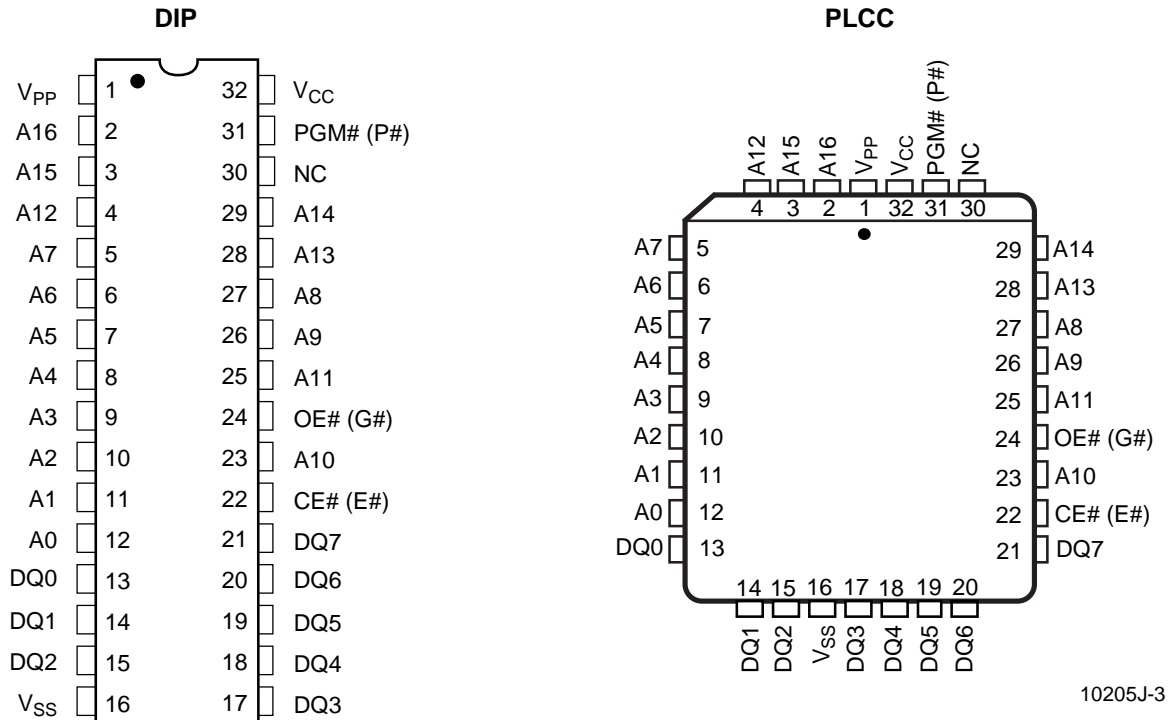 DIP
PLCC
VPP 1 32 VCC
A16 2 31 PGM# (P#)
A15 3 30 NC
A12 4 29 A14
A7 5 28 A13
A6 6 27 A8
A5 7 26 A9
A4 8 25 A11
A3 9 24 OE# (G#)
A2 10 23 A10
A1 11 22 CE# (E#)
A0 12 21 DQ7
DQ0 13 20 DQ6
DQ1 14 19 DQ5
DQ2 15 18 DQ4
VSS 16 17 DQ3
A12 A15 A16 VPP VCC PGM# (P#) NC
4 3 2 1 32 31 30
A7 5 29 A14
A6 6 28 A13
A5 7 27 A8
A4 8 26 A9
A3 9 25 A11
A2 10 24 OE# (G#)
A1 11 23 A10
A0 12 22 CE# (E#)
DQ0 13 21 DQ7
14 15 16 17 18 19 20
DQ1 DQ2 VSS DQ3 DQ4 DQ5 DQ6
10205J-3